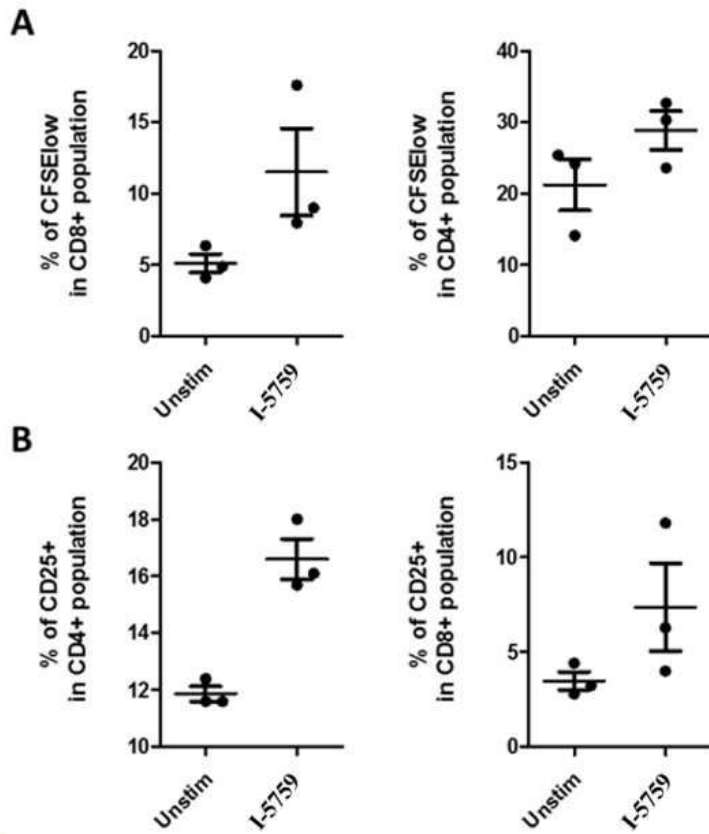 A
% of CFSElow
in CD8+ population
20
15
10
5
0
Unstim
I-5759
% of CFSElow
in CD4+ population
40
30
20
10
0
Unstim
I-5759
B
% of CD25+
in CD4+ population
20
18
16
14
12
10
Unstim
I-5759
% of CD25+
in CD8+ population
15
10
5
0
Unstim
I-5759